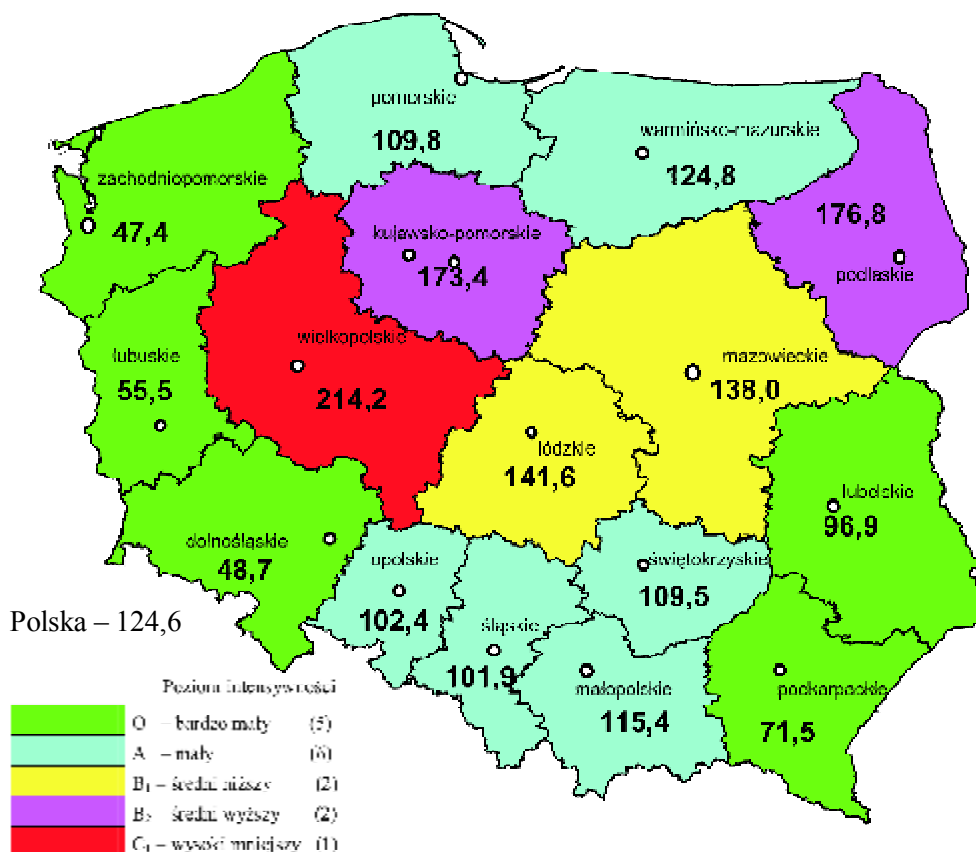 pomorskie
109,8
warmińsko-mazurskie
124,8
zachodniopomorskie
47,4
176,8
podlaskie
kujawsko-pomorskie
173,4
wielkopolskie
214,2
lubuskie
55,5
mazowieckie
138,0
łódzkie
141,6
lubelskie
96,9
dolnośląskie
48,7
opolskie
102,4
świętokrzyskie
109,5
śląskie
101,9
małopolskie
115,4
podkarpackie
71,5
Polska – 124,6
Poziom intensywności
O – bardzo mały (5)
A – mały (6)
B₁ – średni niższy (2)
B₂ – średni wyższy (2)
C₁ – wysoki mniejszy (1)